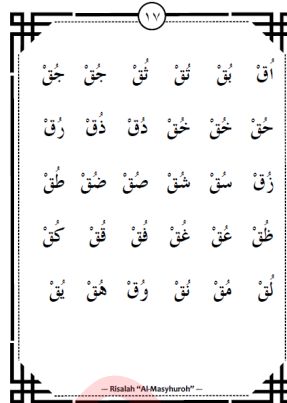 ١٧
اُقْ بُقْ تُقْ ثُقْ جُقْ جُقْ
حُقْ خُقْ خُقْ دُقْ ذُقْ رُقْ
زُقْ سُقْ شُقْ صُقْ ضُقْ طُقْ
ظُقْ عُقْ غُقْ فُقْ قُقْ كُقْ
لُقْ مُقْ نُقْ وُقْ هُقْ يُقْ
— Risalah "Al-Masyhuroh" —